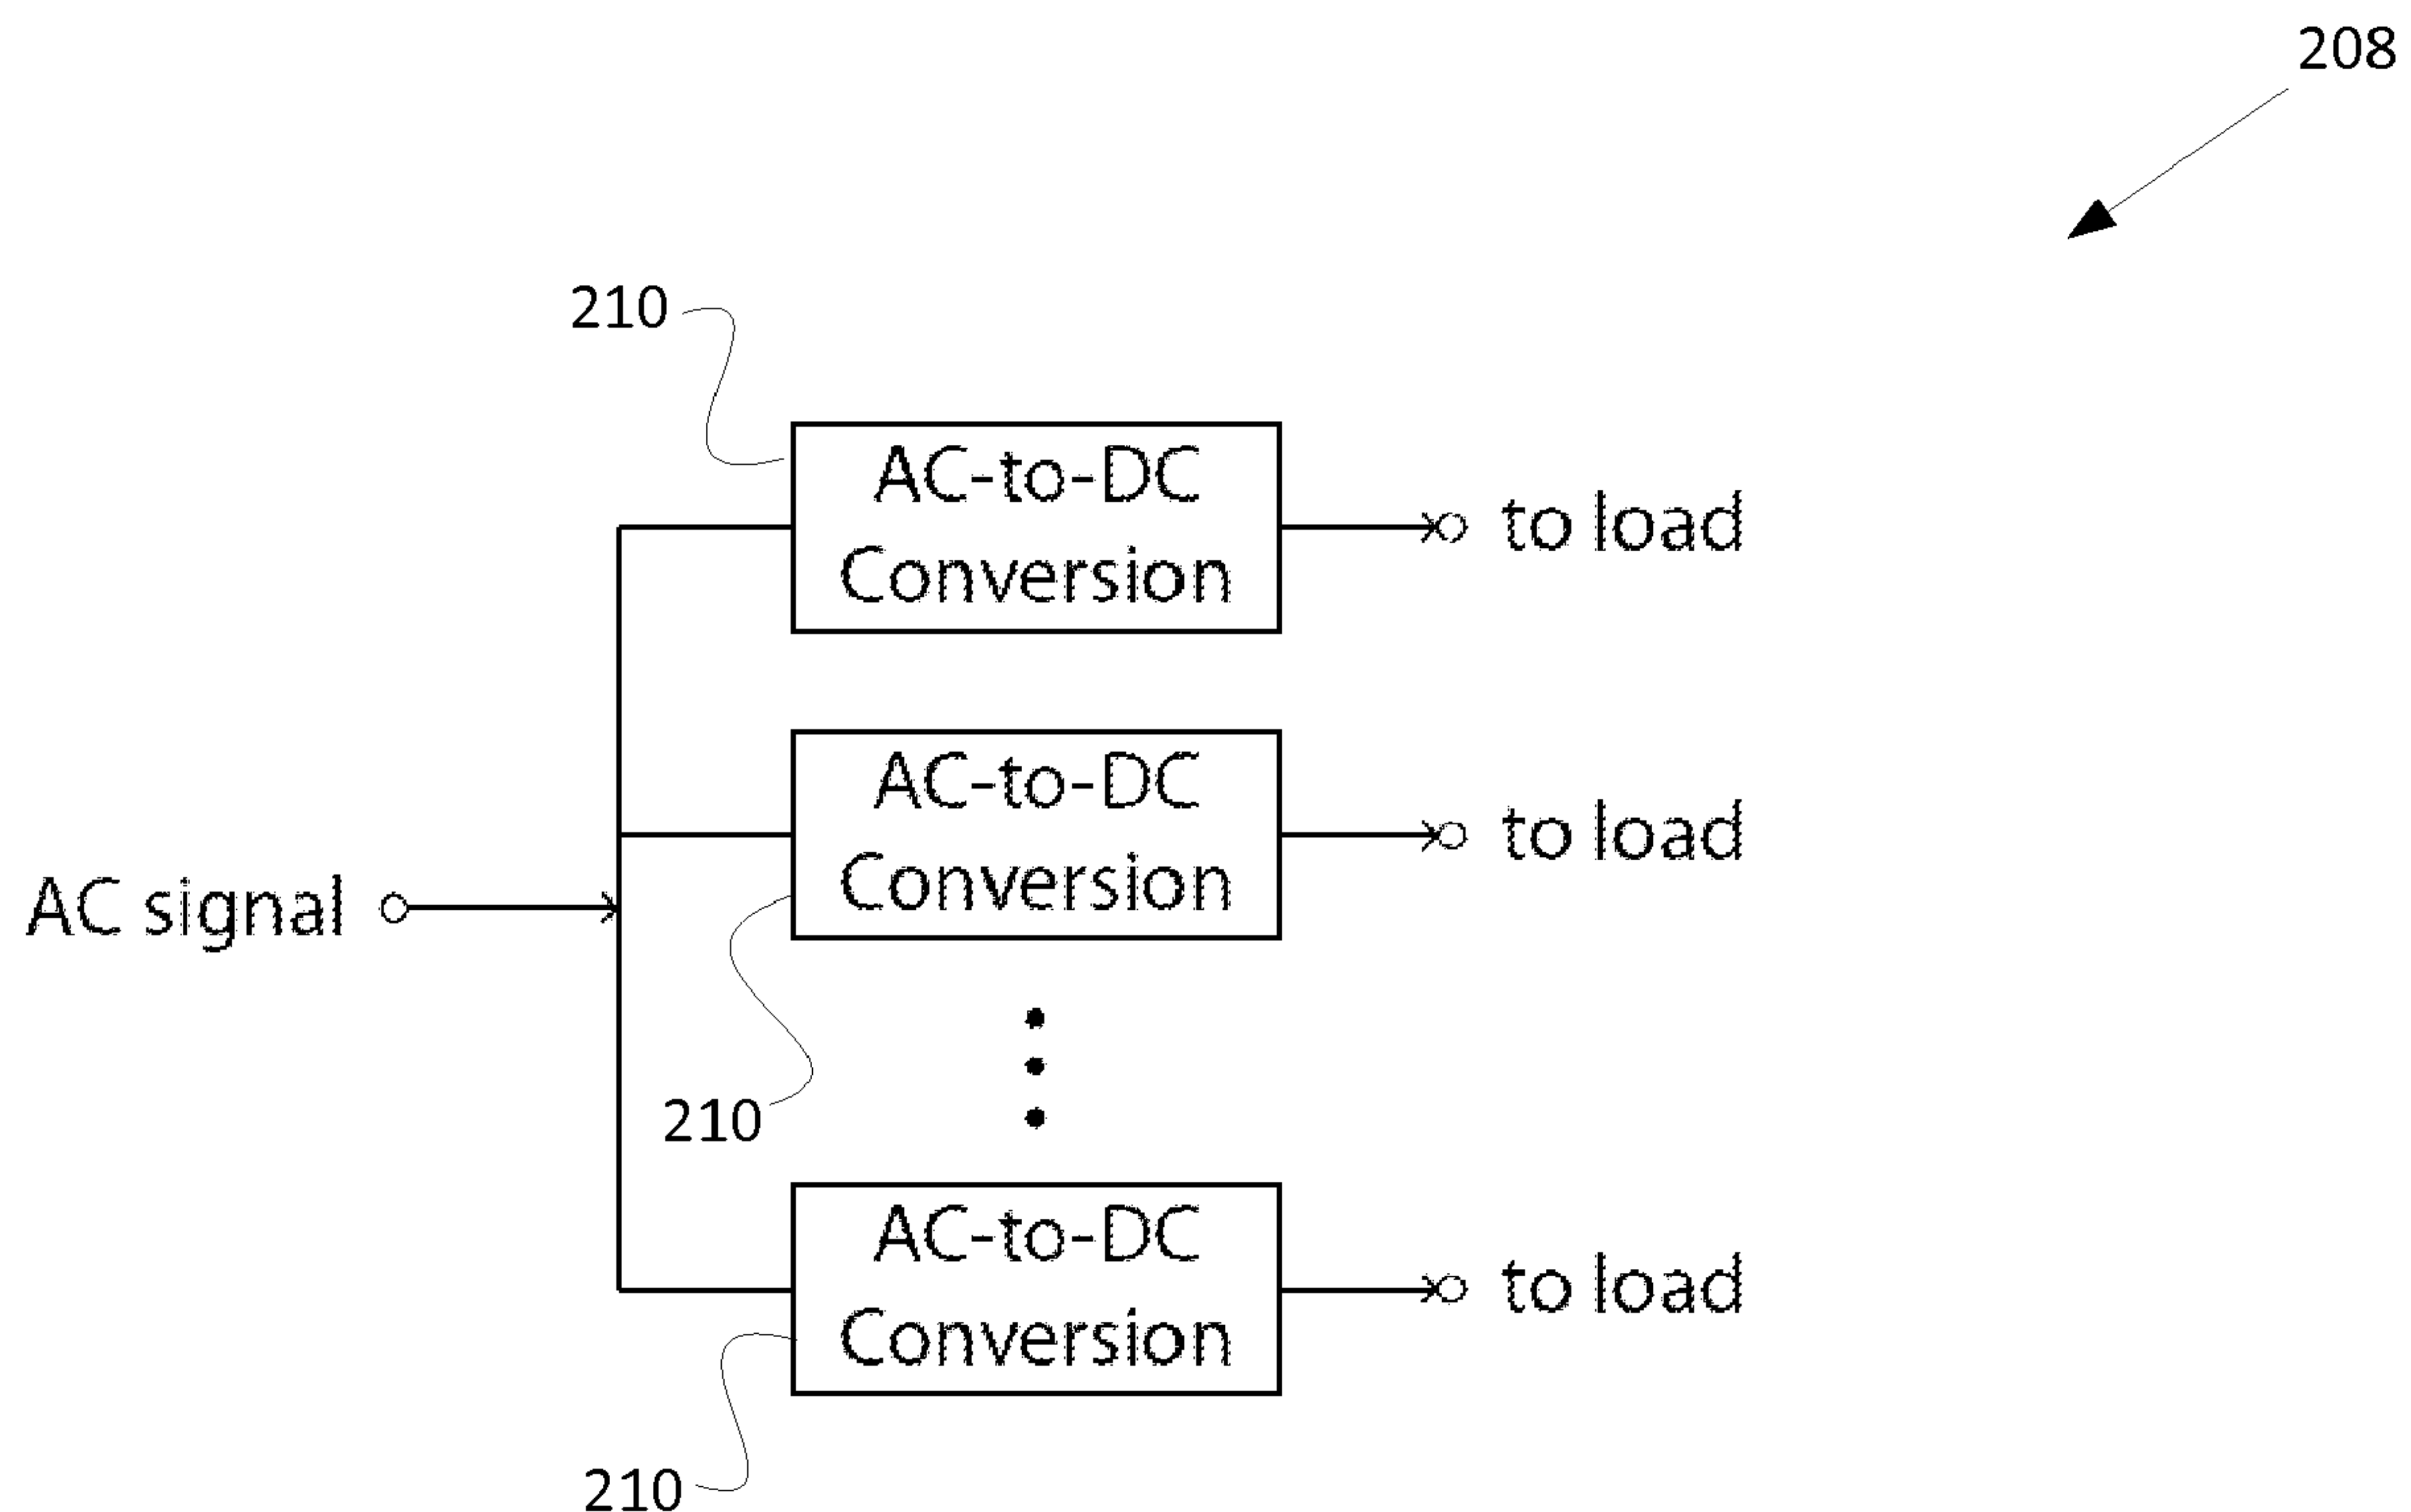 208
210
AC-to-DC
Conversion
to load
AC-to-DC
Conversion
to load
AC signal
210
AC-to-DC
Conversion
to load
210